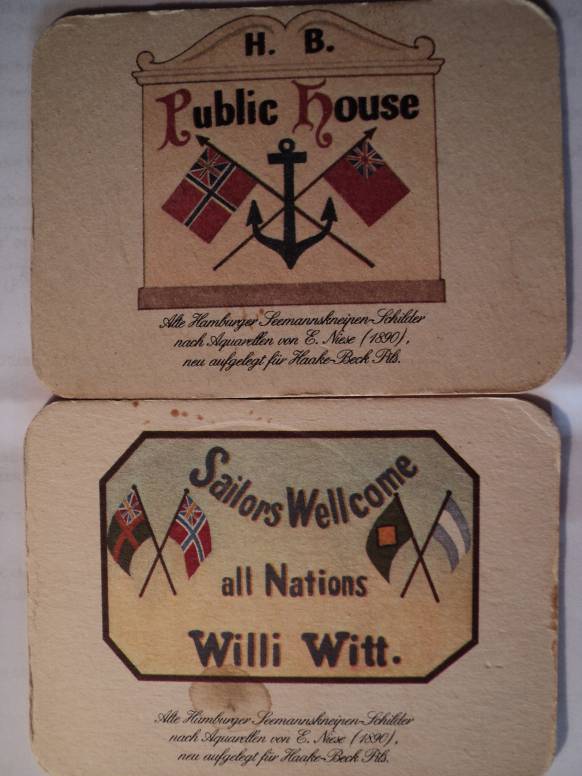 H. B.
Public House
Alte Hamburger Seemannskneipen-Schilder
nach Aquarellen von E. Niese (1890),
neu aufgelegt für Haake-Beck Pils.
Sailors Wellcome
all Nations
Willi Witt.
Alte Hamburger Seemannskneipen-Schilder
nach Aquarellen von E. Niese (1890),
neu aufgelegt für Haake-Beck Pils.